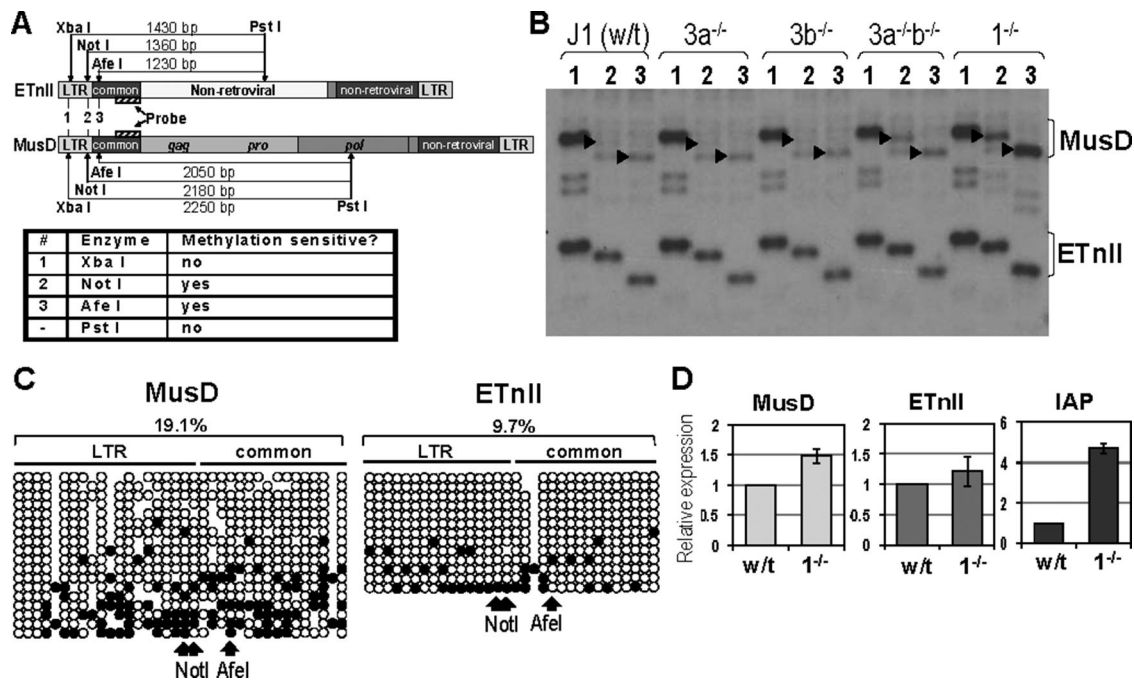 A
Xba I
1430 bp
Pst I
Not I
1360 bp
Afe I
1230 bp
ETnII
LTR
common
Non-retroviral
non-retroviral
LTR
1 2 3
Probe
MusD
LTR
common
gag
pro
pol
non-retroviral
LTR
Afe I
2050 bp
Not I
2180 bp
Xba I
2250 bp
Pst I
# Enzyme Methylation sensitive?
1 Xba I no
2 Not I yes
3 Afe I yes
- Pst I no
B
J1 (w/t) 3a-/- 3b-/- 3a-/-b-/- 1-/-
1 2 3 1 2 3 1 2 3 1 2 3 1 2 3
MusD
ETnII
C
MusD
19.1%
LTR common
NotI AfeI
ETnII
9.7%
LTR common
NotI AfeI
D
MusD
Relative expression
2
1.5
1
0.5
0
w/t 1-/-
ETnII
2
1.5
1
0.5
0
w/t 1-/-
IAP
6
4
2
0
w/t 1-/-